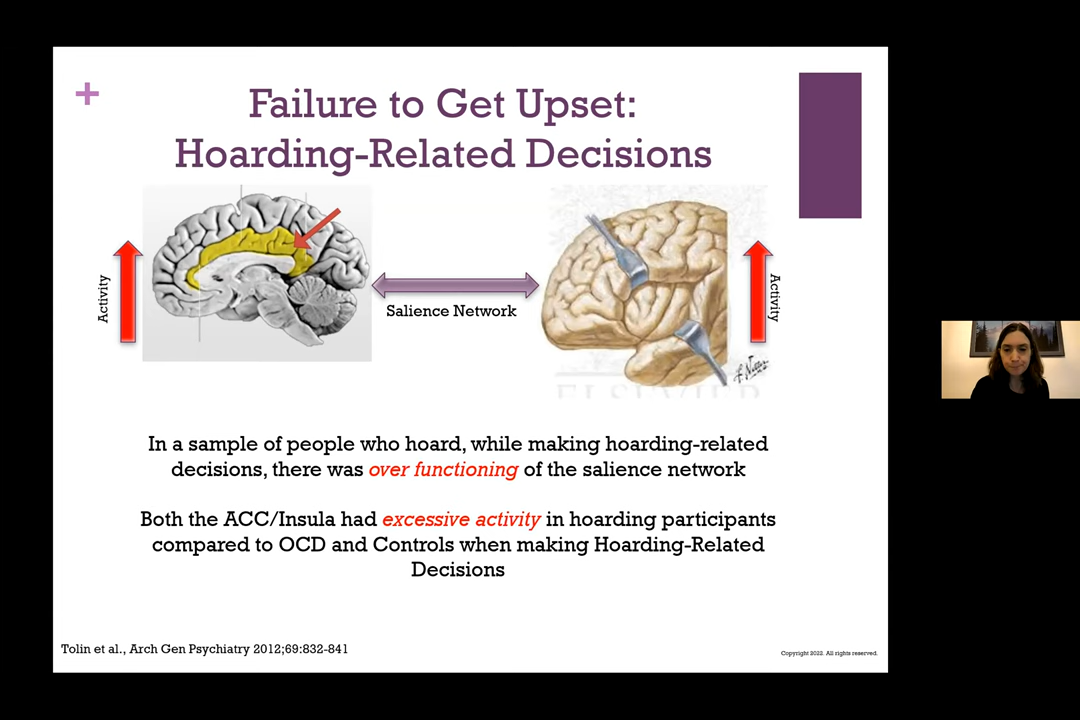 +
Failure to Get Upset:
Hoarding-Related Decisions
Activity
Salience Network
Activity
F. Netter
ELSEVIER
In a sample of people who hoard, while making hoarding-related
decisions, there was over functioning of the salience network
Both the ACC/Insula had excessive activity in hoarding participants
compared to OCD and Controls when making Hoarding-Related
Decisions
Tolin et al., Arch Gen Psychiatry 2012;69:832-841
Copyright 2022. All rights reserved.